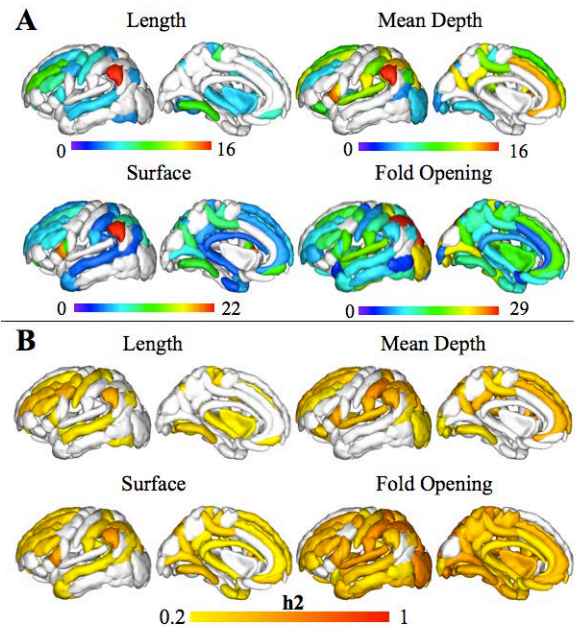 A
Length
Mean Depth
0 16
0 16
Surface
Fold Opening
0 22
0 29
B
Length
Mean Depth
Surface
Fold Opening
h2
0.2 1